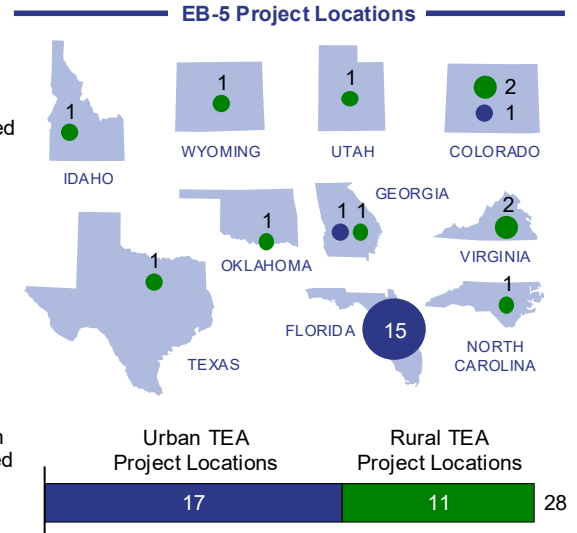 EB-5 Project Locations
1
1
1
2
1
ed
IDAHO
WYOMING
UTAH
COLORADO
GEORGIA
1
1
1
2
OKLAHOMA
VIRGINIA
1
1
FLORIDA
15
TEXAS
NORTH
CAROLINA
n
ed
Urban TEA
Project Locations
Rural TEA
Project Locations
17
11
28